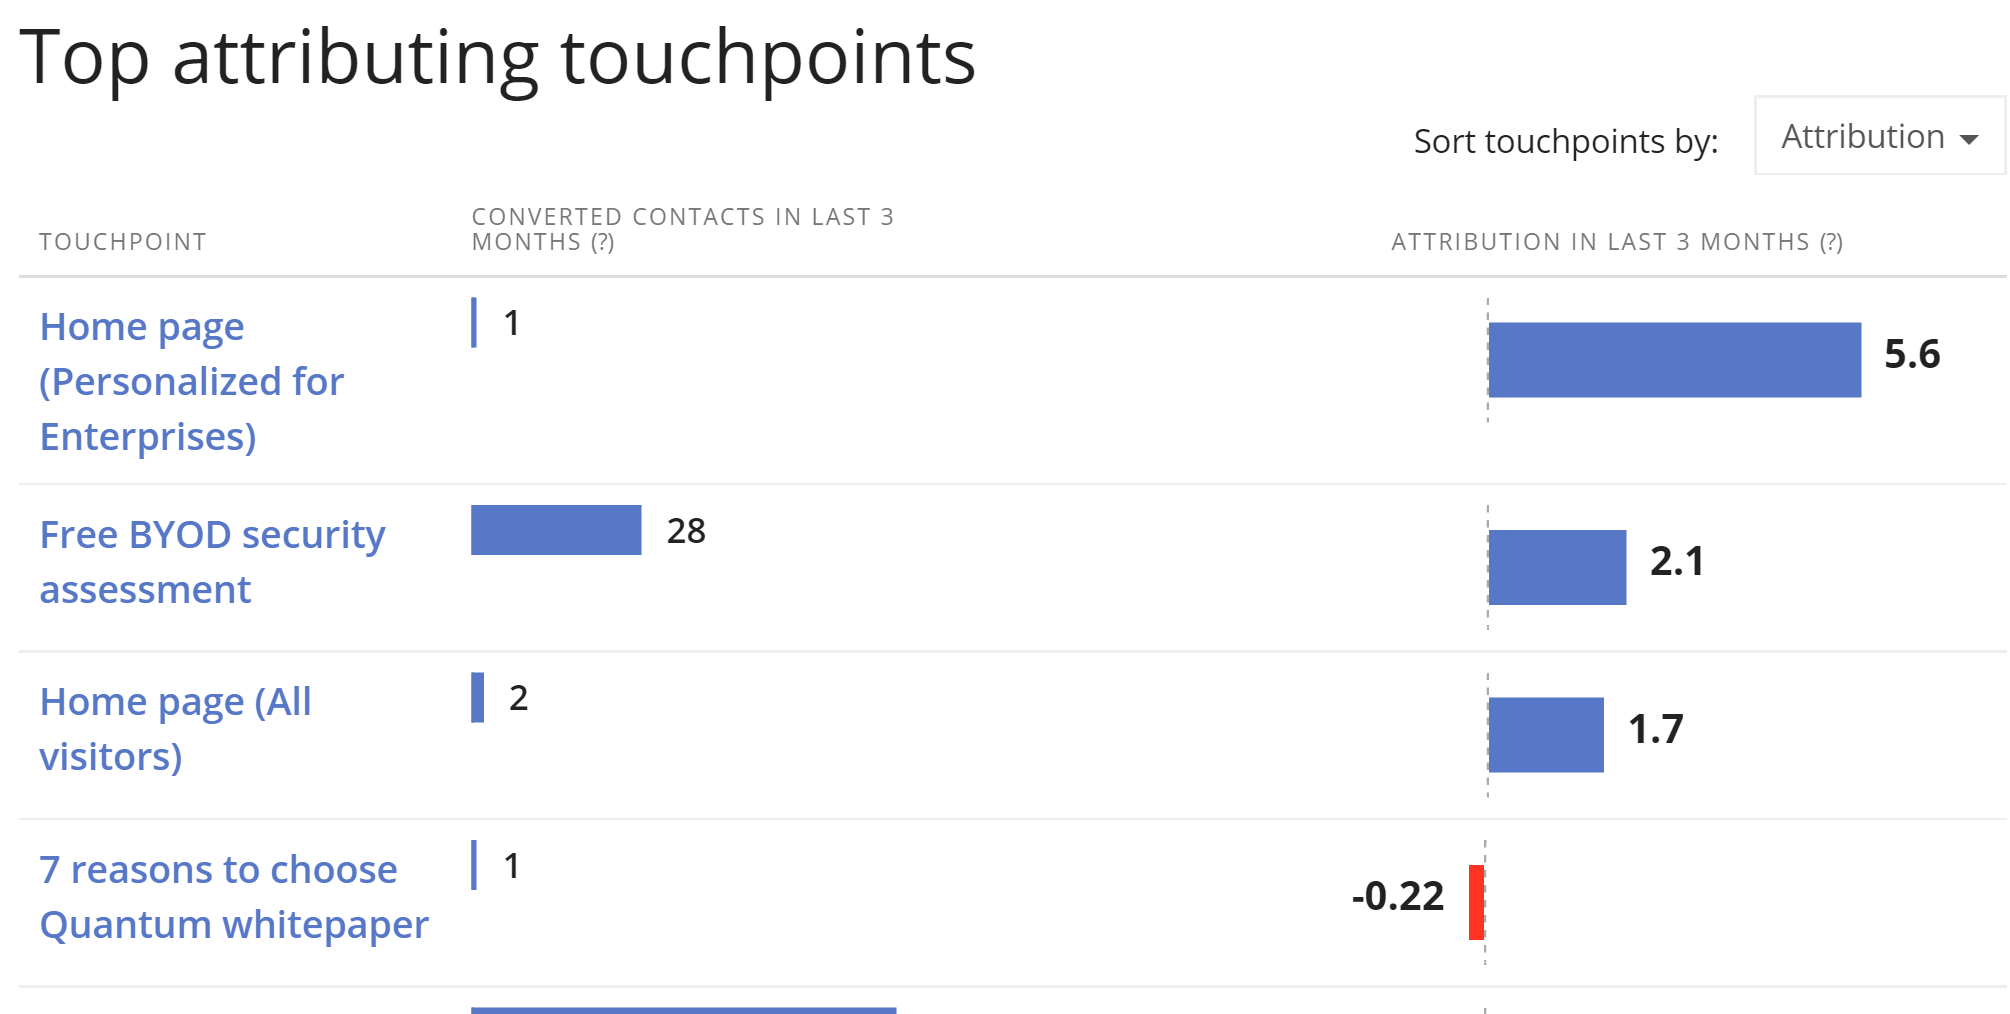 Top attributing touchpoints
Sort touchpoints by: Attribution
CONVERTED CONTACTS IN LAST 3
TOUCHPOINT MONTHS (?) ATTRIBUTION IN LAST 3 MONTHS (?)
Home page 1
(Personalized for 5.6
Enterprises)
Free BYOD security 28
assessment 2.1
Home page (All 2
visitors) 1.7
7 reasons to choose 1
Quantum whitepaper -0.22